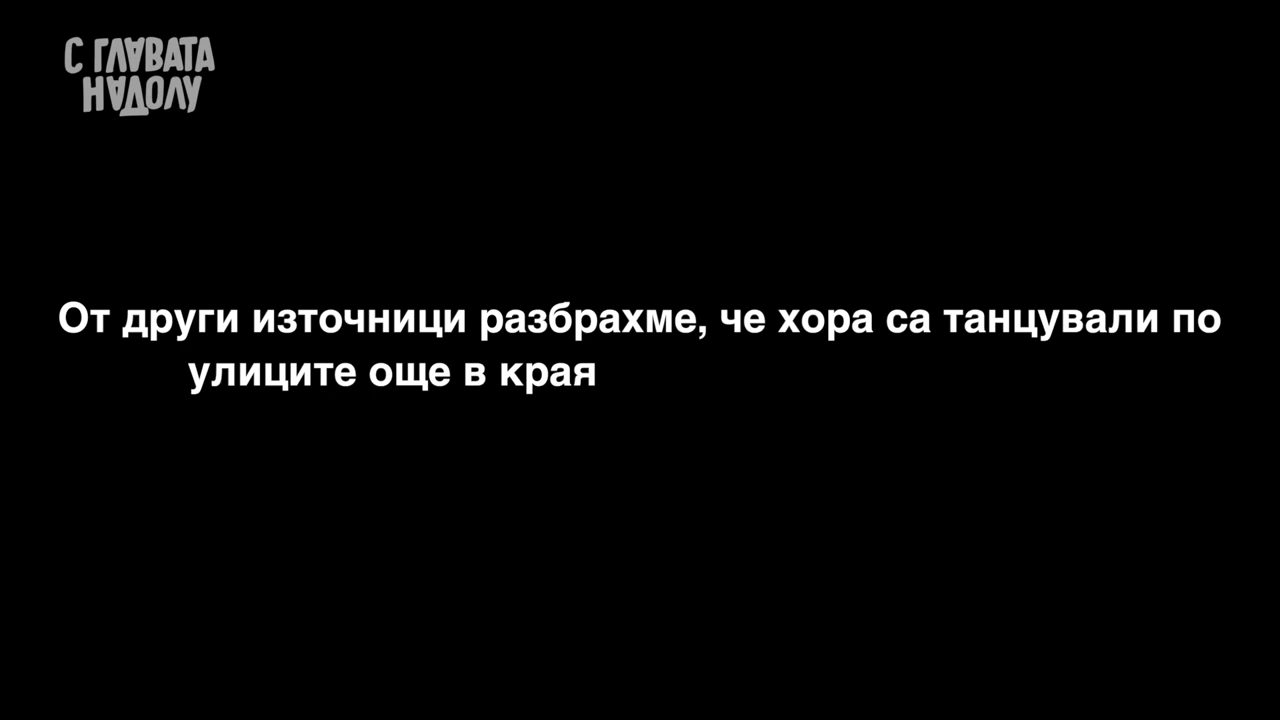 С ГЛАВАТА
НАДОЛУ
От други източници разбрахме, че хора са танцували по
улиците още в края